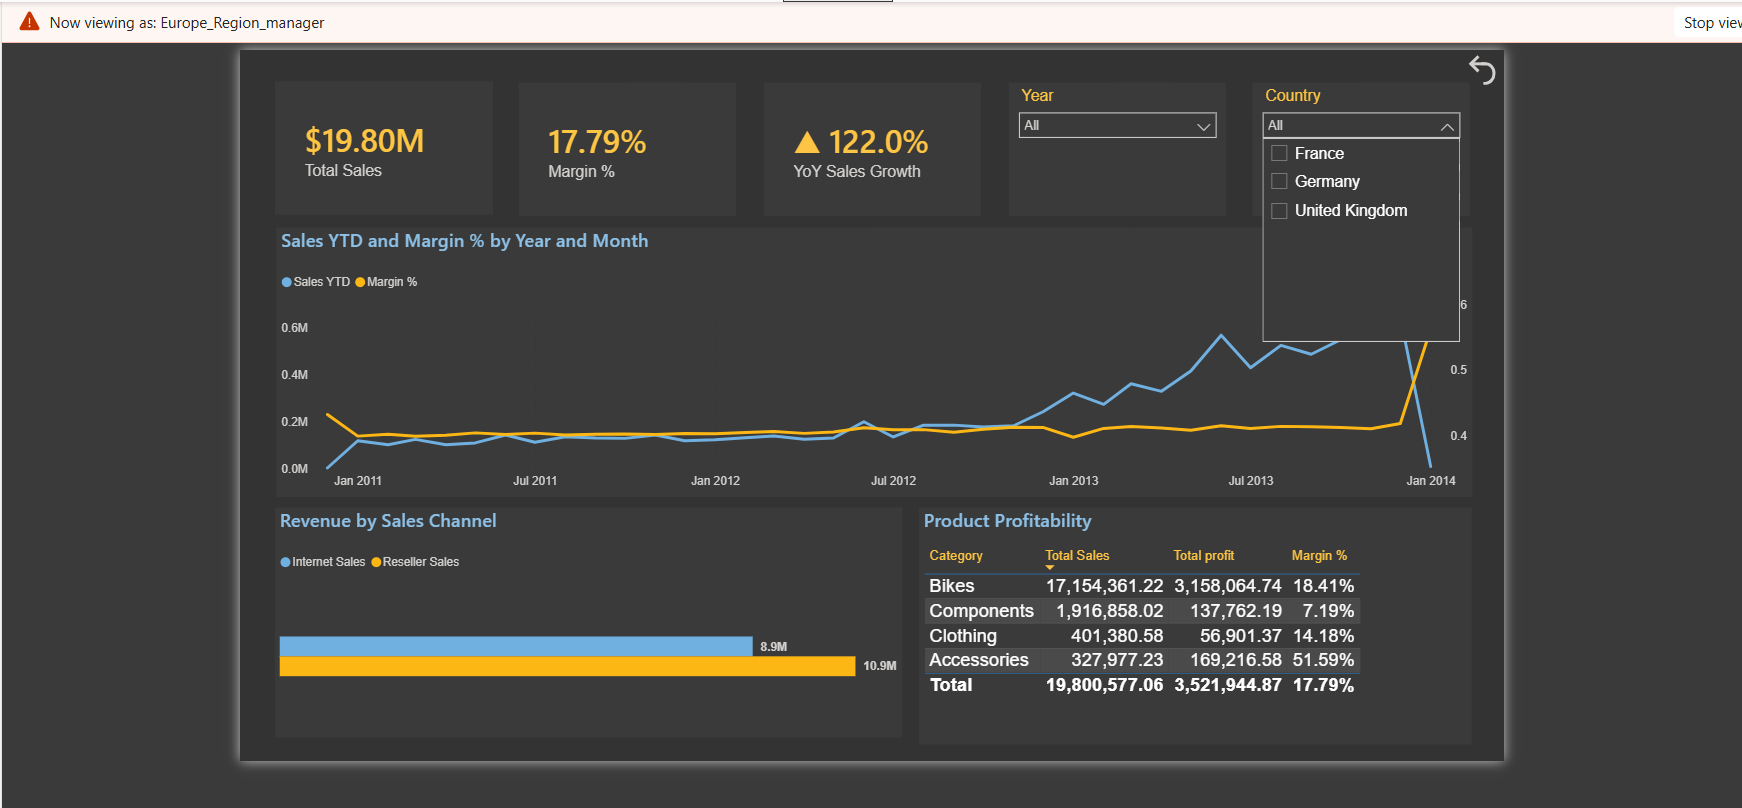 Now viewing as: Europe_Region_manager
Stop view
$19.80M
Total Sales
17.79%
Margin %
▲ 122.0%
YoY Sales Growth
Year
All
Country
All
France
Germany
United Kingdom
Sales YTD and Margin % by Year and Month
Sales YTD Margin %
0.6M
0.4M
0.2M
0.0M
6
0.5
0.4
Jan 2011 Jul 2011 Jan 2012 Jul 2012 Jan 2013 Jul 2013 Jan 2014
Revenue by Sales Channel
Internet Sales Reseller Sales
8.9M
10.9M
Product Profitability
Category Total Sales Total profit Margin %
Bikes 17,154,361.22 3,158,064.74 18.41%
Components 1,916,858.02 137,762.19 7.19%
Clothing 401,380.58 56,901.37 14.18%
Accessories 327,977.23 169,216.58 51.59%
Total 19,800,577.06 3,521,944.87 17.79%